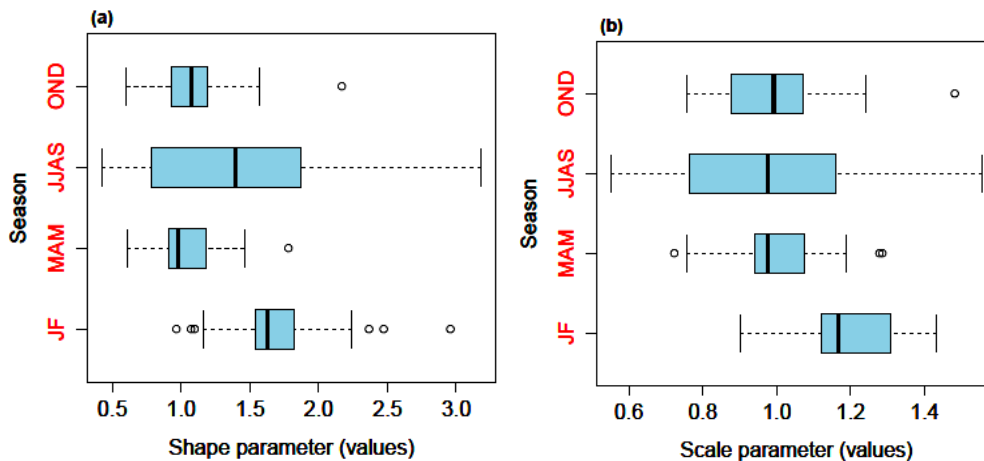 (a)
Season
OND
JJAS
MAM
JF
0.5 1.0 1.5 2.0 2.5 3.0
Shape parameter (values)
(b)
Season
OND
JJAS
MAM
JF
0.6 0.8 1.0 1.2 1.4
Scale parameter (values)